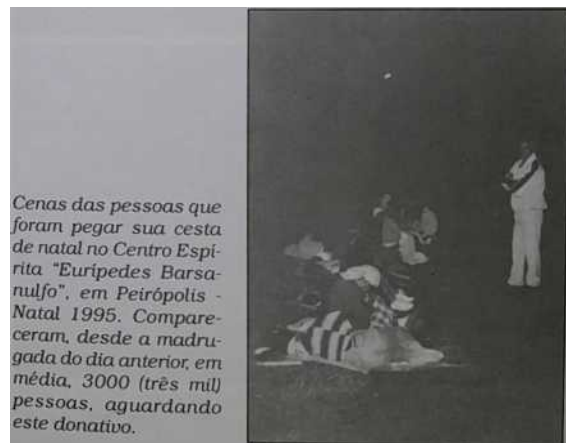 Cenas das pessoas que
foram pegar sua cesta
de natal no Centro Espí-
rita "Eurípedes Barsa-
nulfo", em Peirópolis -
Natal 1995. Compare-
ceram, desde a madru-
gada do dia anterior, em
média, 3000 (três mil)
pessoas, aguardando
este donativo.